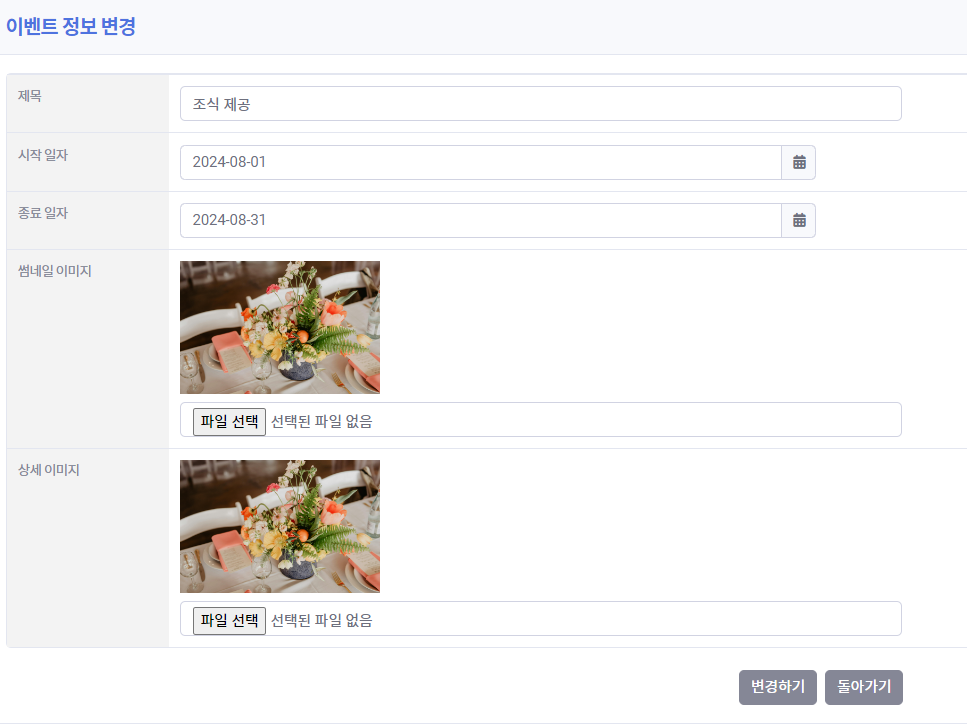 이벤트 정보 변경
제목
조식 제공
시작 일자
2024-08-01
종료 일자
2024-08-31
썸네일 이미지
파일 선택 선택된 파일 없음
상세 이미지
파일 선택 선택된 파일 없음
변경하기 돌아가기